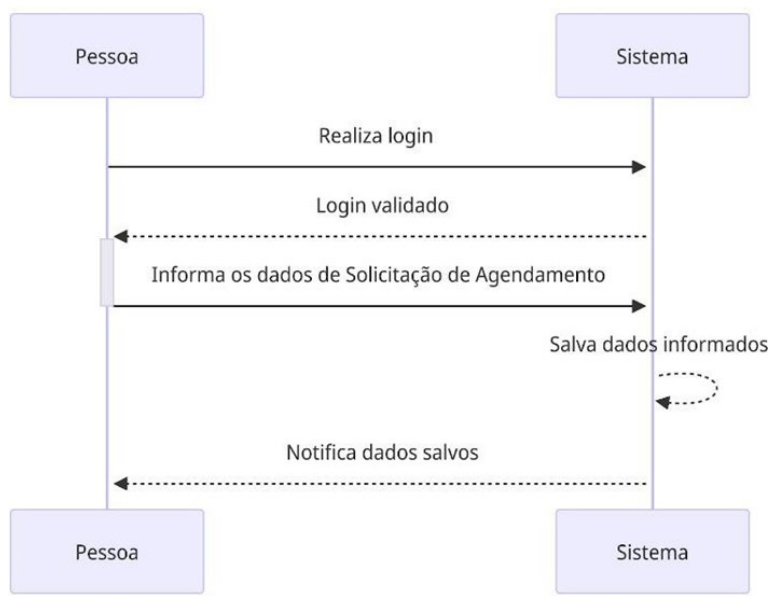 Pessoa
Sistema
Realiza login
Login validado
Informa os dados de Solicitação de Agendamento
Salva dados informados
Notifica dados salvos
Pessoa
Sistema